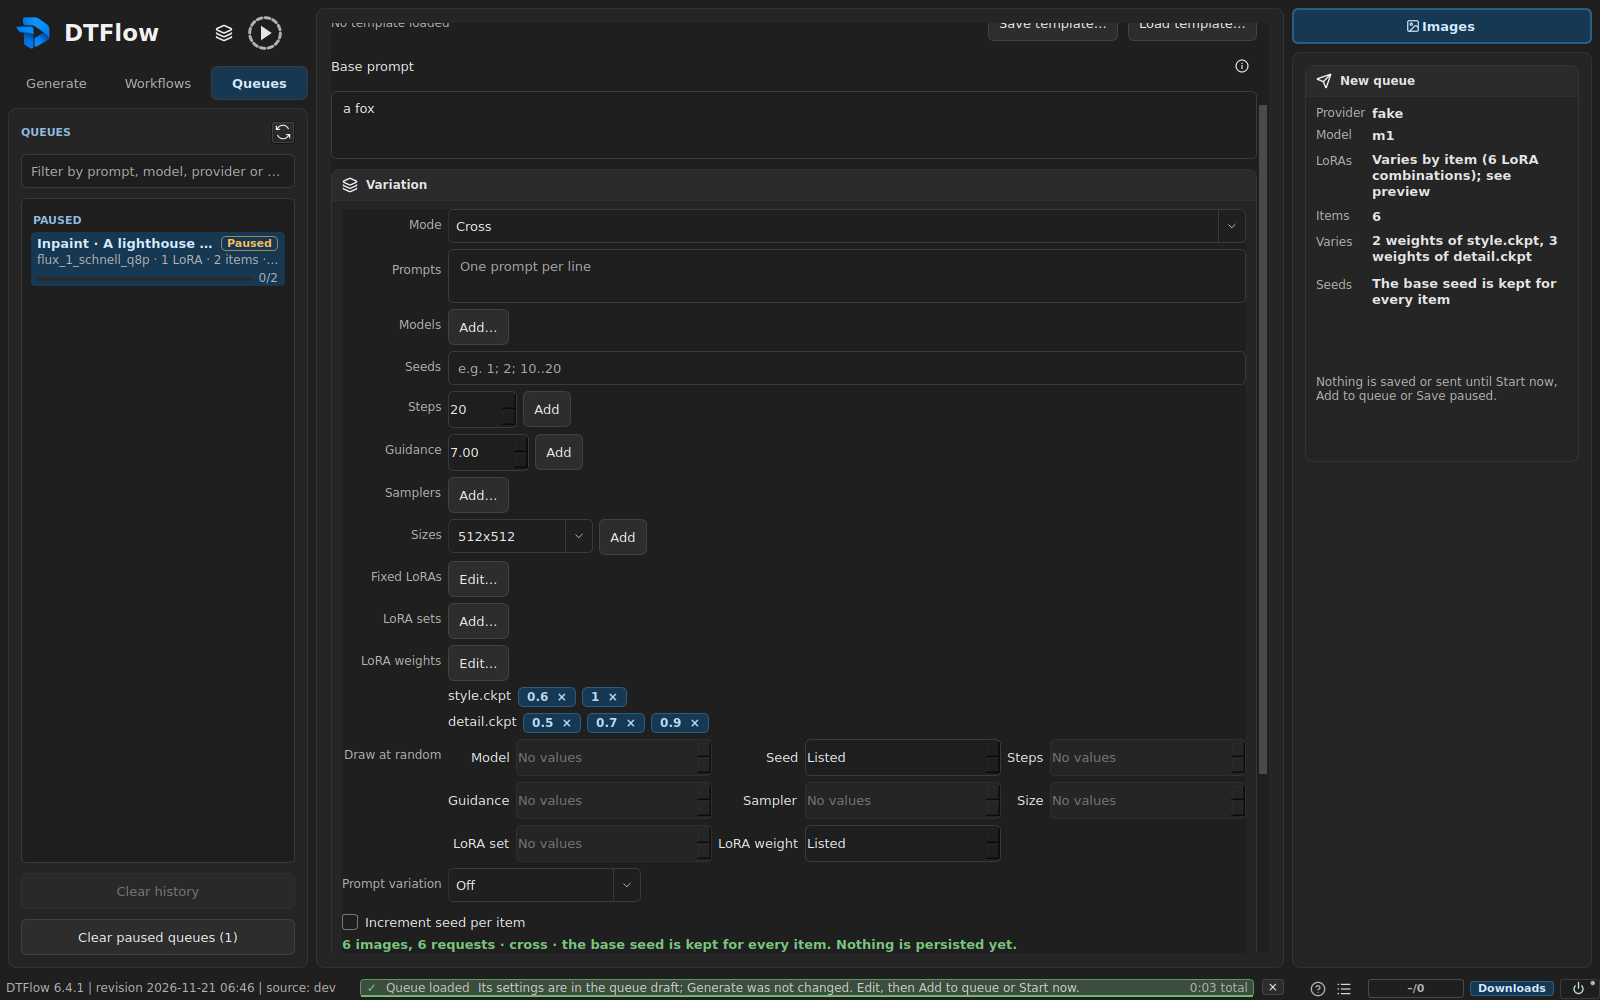 DTFlow
Generate
Workflows
Queues
QUEUES
Filter by prompt, model, provider or ...
PAUSED
Inpaint · A lighthouse ... Paused
flux_1_schnell_q8p · 1 LoRA · 2 items ·...
0/2
Clear history
Clear paused queues (1)
No template loaded
Save template...
Load template...
Base prompt
a fox
Variation
Mode Cross
Prompts One prompt per line
Models Add...
Seeds e.g. 1; 2; 10..20
Steps 20 Add
Guidance 7.00 Add
Samplers Add...
Sizes 512x512 Add
Fixed LoRAs Edit...
LoRA sets Add...
LoRA weights Edit...
style.ckpt 0.6 × 1 ×
detail.ckpt 0.5 × 0.7 × 0.9 ×
Draw at random Model No values Seed Listed Steps No values
Guidance No values Sampler No values Size No values
LoRA set No values LoRA weight Listed
Prompt variation Off
Increment seed per item
6 images, 6 requests · cross · the base seed is kept for every item. Nothing is persisted yet.
Images
New queue
Provider fake
Model m1
LoRAs Varies by item (6 LoRA
combinations); see
preview
Items 6
Varies 2 weights of style.ckpt, 3
weights of detail.ckpt
Seeds The base seed is kept for
every item
Nothing is saved or sent until Start now,
Add to queue or Save paused.
DTFlow 6.4.1 | revision 2026-11-21 06:46 | source: dev
✓ Queue loaded Its settings are in the queue draft; Generate was not changed. Edit, then Add to queue or Start now. 0:03 total ×
–/0
Downloads